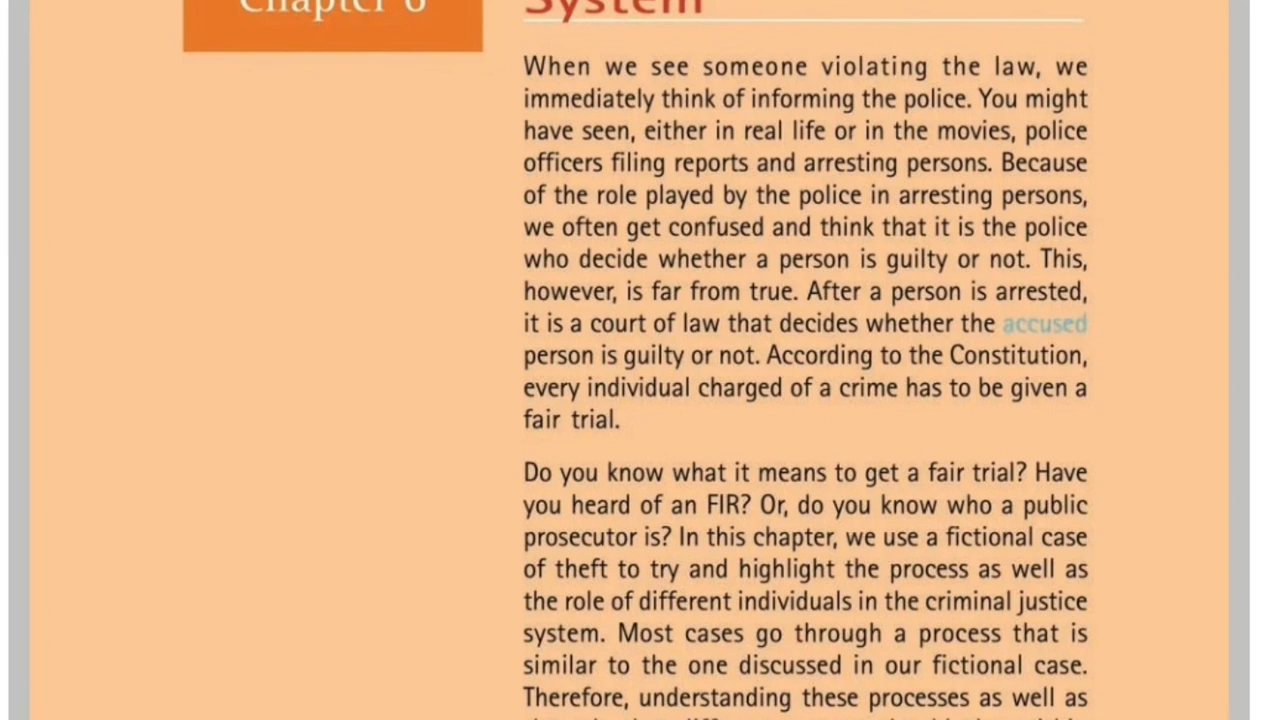 Chapter 6
System
When we see someone violating the law, we
immediately think of informing the police. You might
have seen, either in real life or in the movies, police
officers filing reports and arresting persons. Because
of the role played by the police in arresting persons,
we often get confused and think that it is the police
who decide whether a person is guilty or not. This,
however, is far from true. After a person is arrested,
it is a court of law that decides whether the accused
person is guilty or not. According to the Constitution,
every individual charged of a crime has to be given a
fair trial.
Do you know what it means to get a fair trial? Have
you heard of an FIR? Or, do you know who a public
prosecutor is? In this chapter, we use a fictional case
of theft to try and highlight the process as well as
the role of different individuals in the criminal justice
system. Most cases go through a process that is
similar to the one discussed in our fictional case.
Therefore, understanding these processes as well as